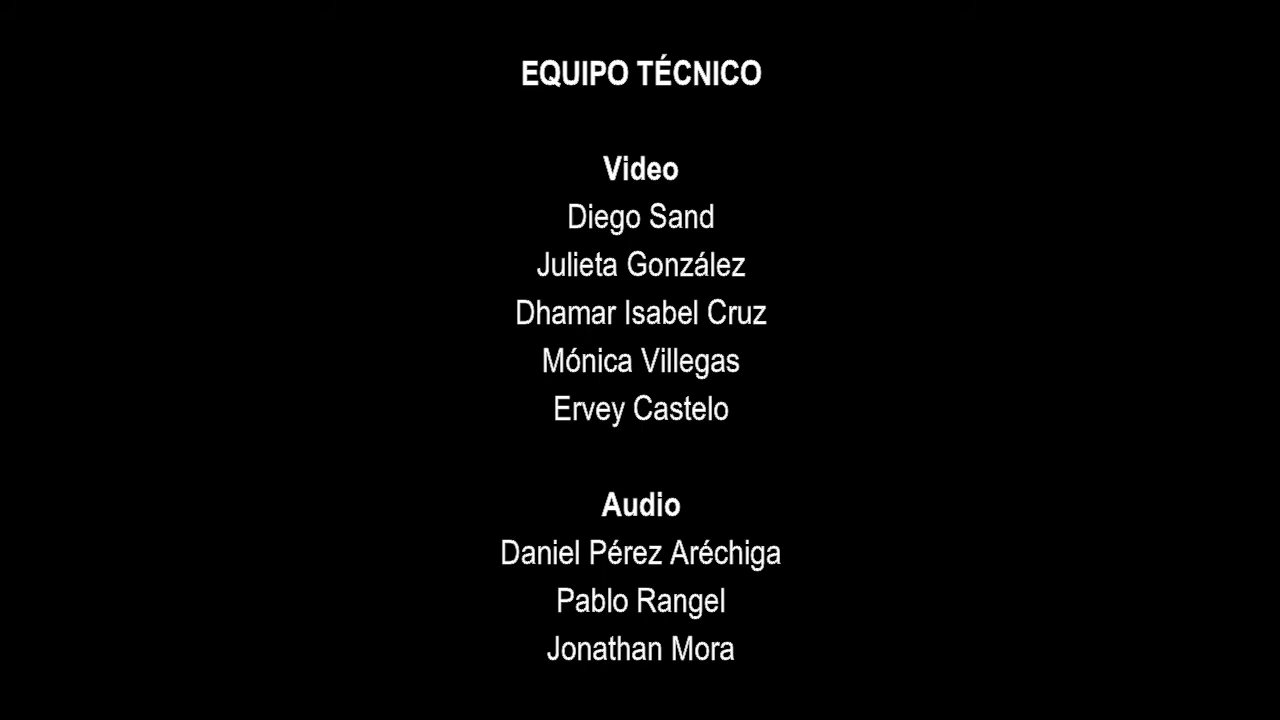 EQUIPO TÉCNICO
Video
Diego Sand
Julieta González
Dhamar Isabel Cruz
Mónica Villegas
Ervey Castelo
Audio
Daniel Pérez Aréchiga
Pablo Rangel
Jonathan Mora